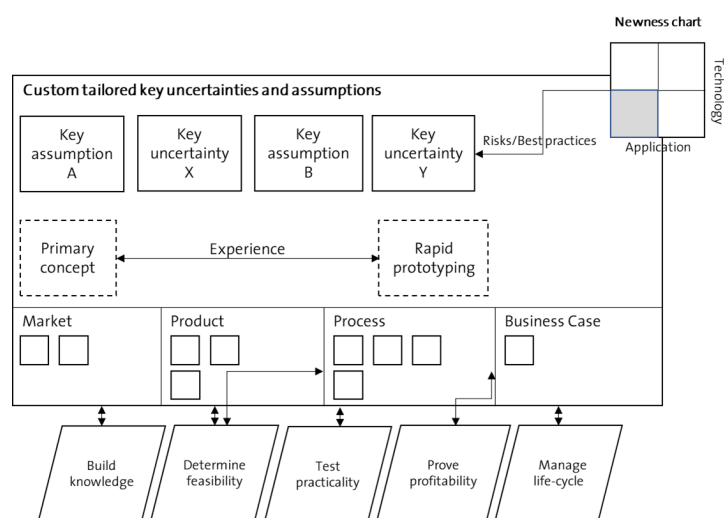 Newness chart
Technology
Application
Custom tailored key uncertainties and assumptions
Key
assumption
A
Key
uncertainty
X
Key
assumption
B
Key
uncertainty
Y
Risks/Best practices
Primary
concept
Experience
Rapid
prototyping
Market
Product
Process
Business Case
Build
knowledge
Determine
feasibility
Test
practicality
Prove
profitability
Manage
life-cycle